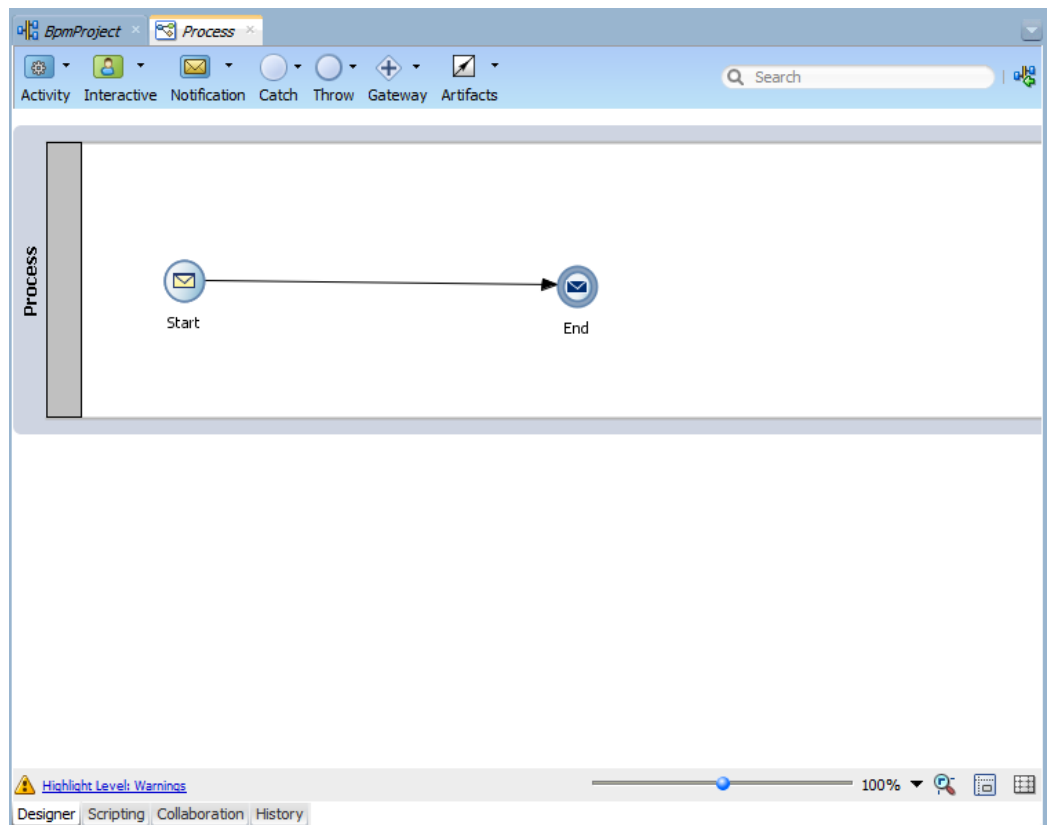 BpmProject Process
Search
Activity Interactive Notification Catch Throw Gateway Artifacts
Process
Start
End
Highlight Level: Warnings 100%
Designer Scripting Collaboration History